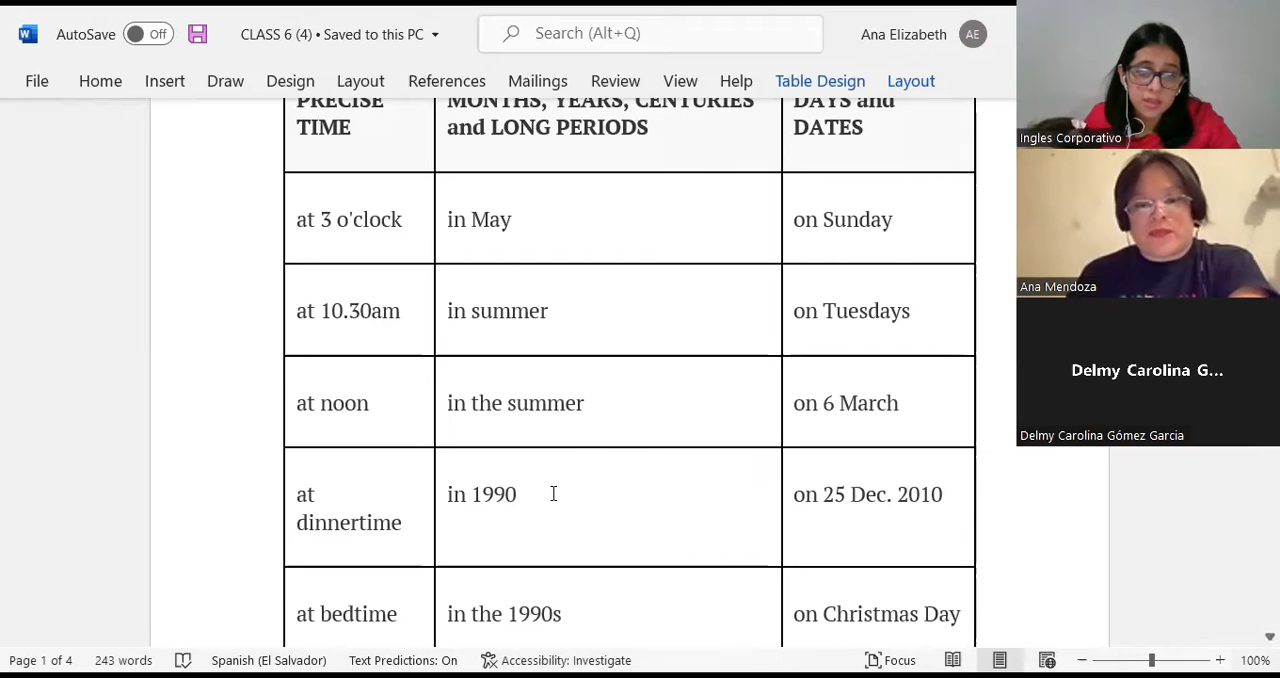 AutoSave Off CLASS 6 (4) • Saved to this PC Search (Alt+Q) Ana Elizabeth AE
File Home Insert Draw Design Layout References Mailings Review View Help Table Design Layout
PRECISE TIME
MONTHS, YEARS, CENTURIES and LONG PERIODS
DAYS and DATES
at 3 o'clock in May on Sunday
at 10.30am in summer on Tuesdays
at noon in the summer on 6 March
at dinnertime in 1990 on 25 Dec. 2010
at bedtime in the 1990s on Christmas Day
Page 1 of 4 243 words Spanish (El Salvador) Text Predictions: On Accessibility: Investigate Focus 100%
Ingles Corporativo
Ana Mendoza
Delmy Carolina G...
Delmy Carolina Gómez Garcia